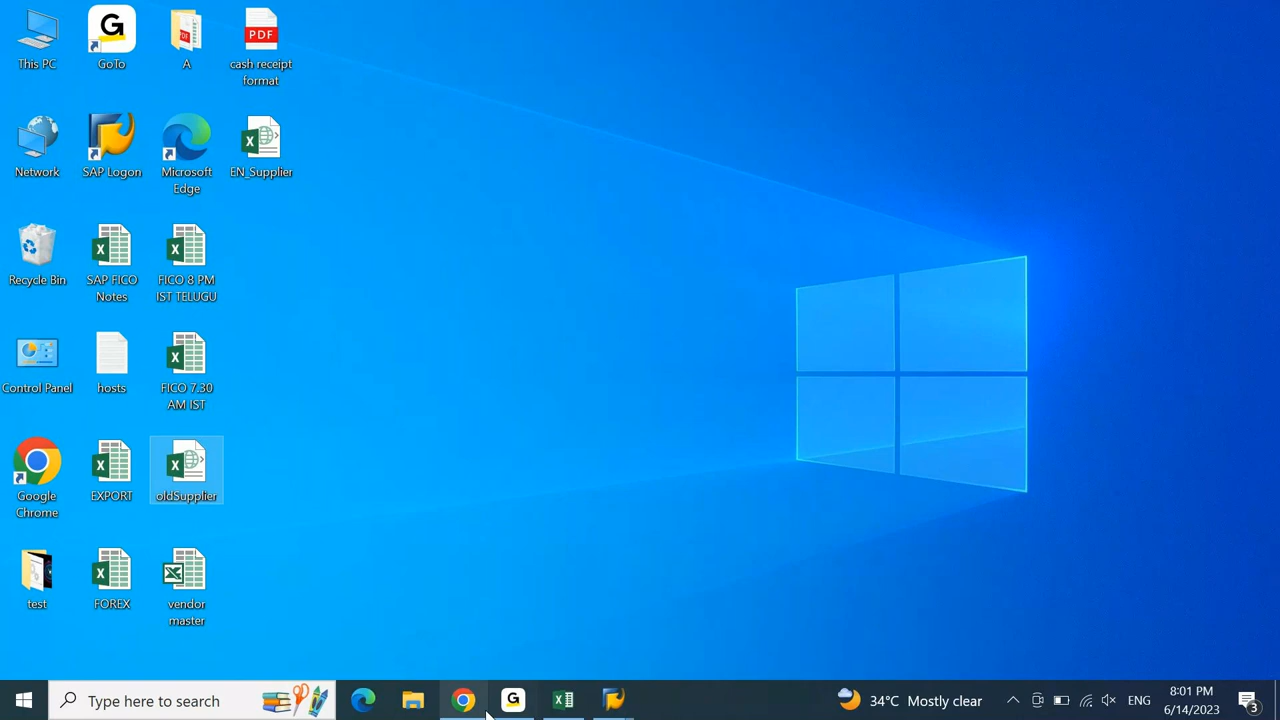 This PC
GoTo
A
PDF
cash receipt
format
Network
SAP Logon
Microsoft
Edge
EN_Supplier
Recycle Bin
SAP FICO
Notes
FICO 8 PM
IST TELUGU
Control Panel
hosts
FICO 7.30
AM IST
Google
Chrome
EXPORT
oldSupplier
test
FOREX
vendor
master
Type here to search
34°C Mostly clear
ENG
8:01 PM
6/14/2023
3